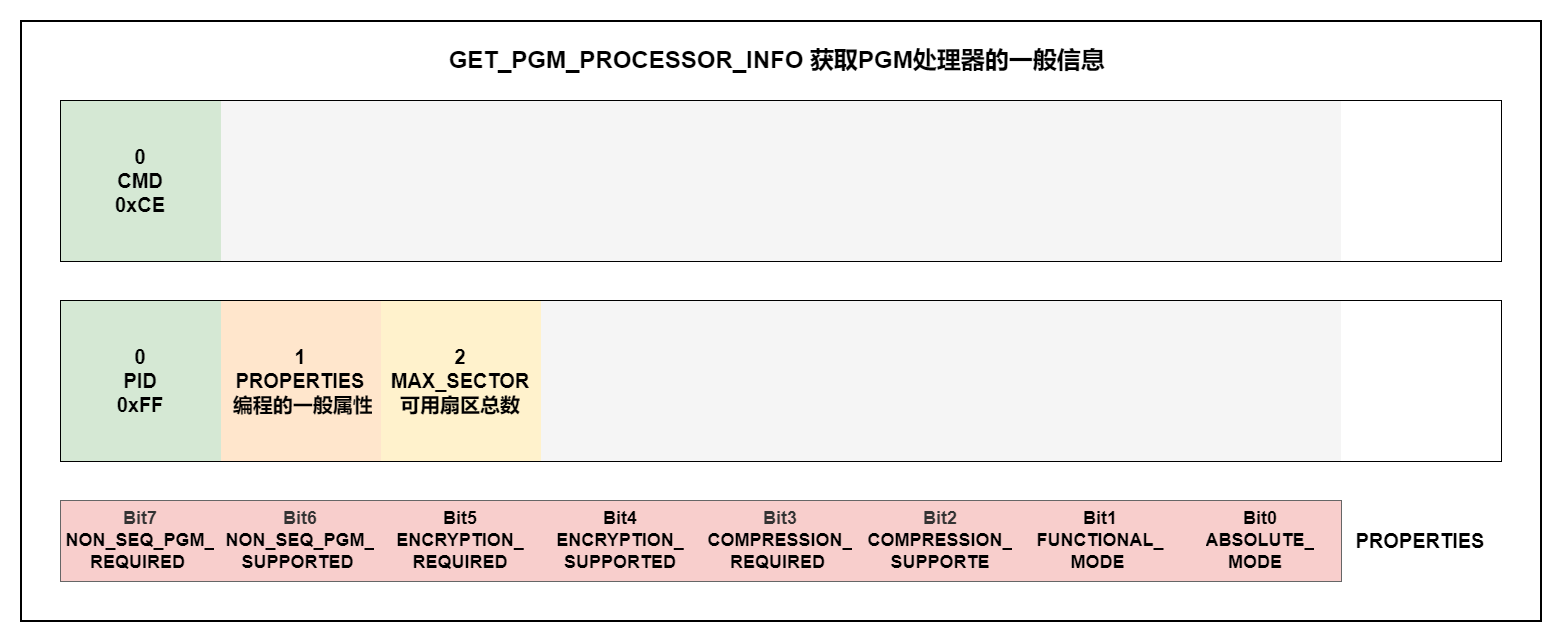 GET_PGM_PROCESSOR_INFO 获取PGM处理器的一般信息
0
CMD
0xCE
0
PID
0xFF
1
PROPERTIES
编程的一般属性
2
MAX_SECTOR
可用扇区总数
Bit7
NON_SEQ_PGM_
REQUIRED
Bit6
NON_SEQ_PGM_
SUPPORTED
Bit5
ENCRYPTION_
REQUIRED
Bit4
ENCRYPTION_
SUPPORTED
Bit3
COMPRESSION_
REQUIRED
Bit2
COMPRESSION_
SUPPORTE
Bit1
FUNCTIONAL_
MODE
Bit0
ABSOLUTE_
MODE
PROPERTIES